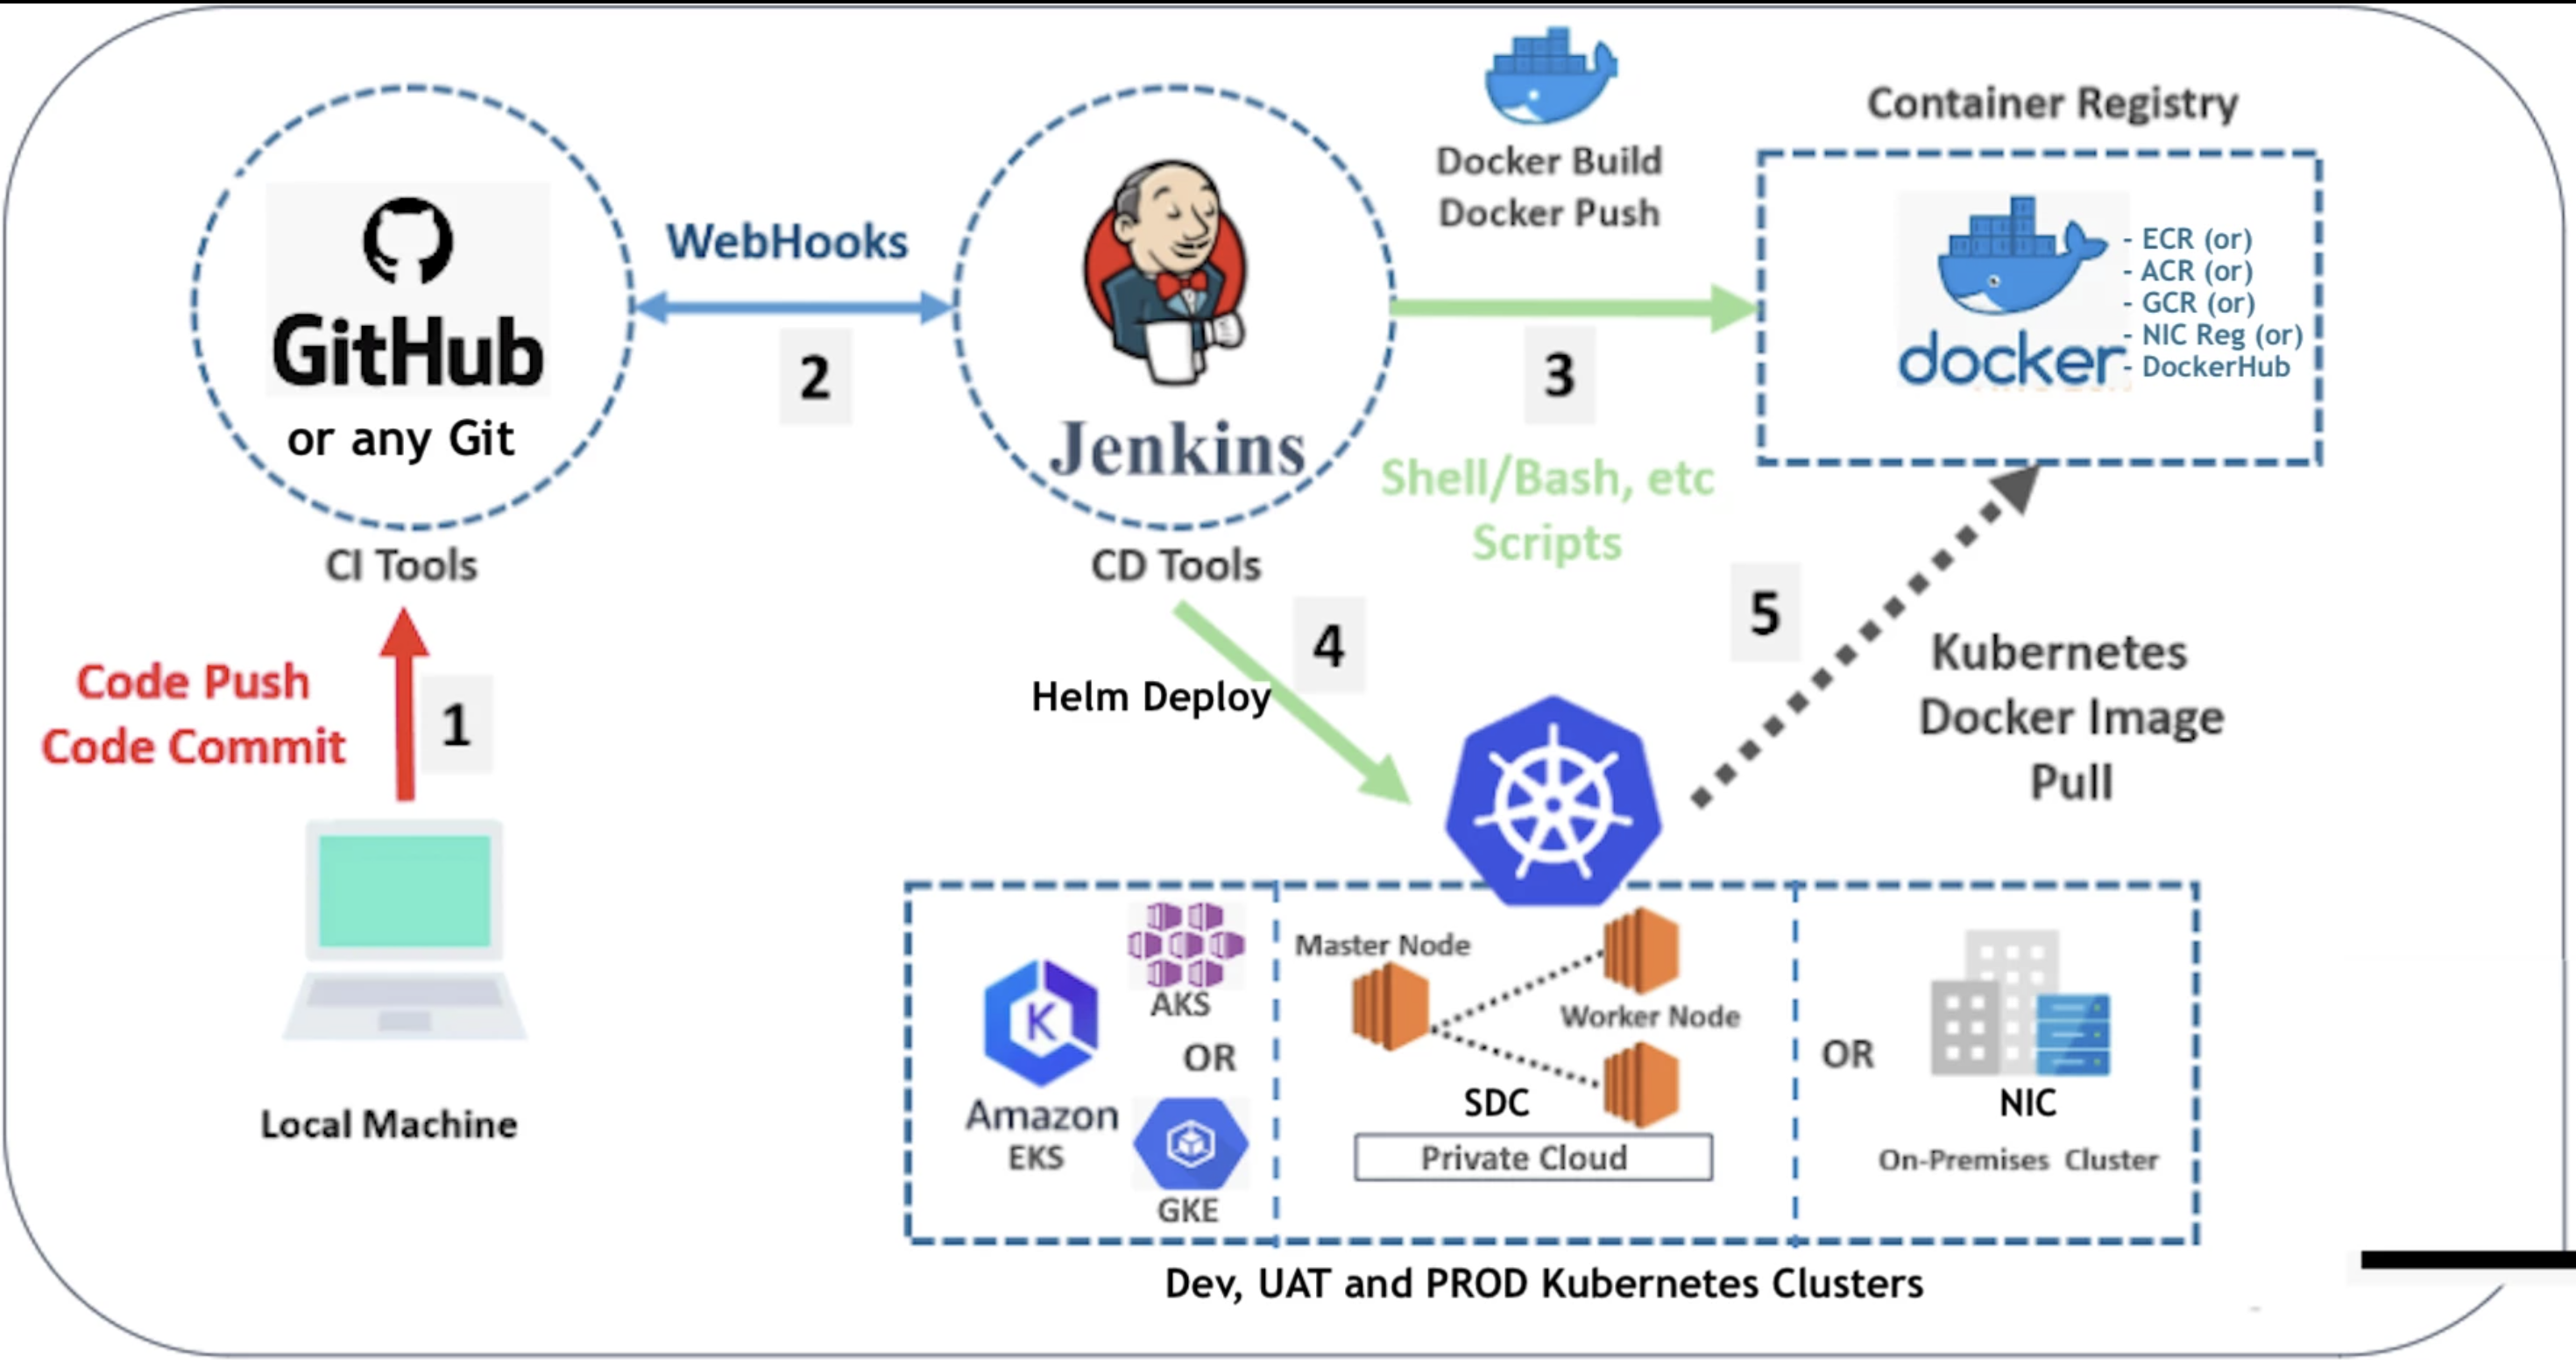 GitHub
or any Git
CI Tools
WebHooks
2
Jenkins
CD Tools
Docker Build
Docker Push
3
Shell/Bash, etc
Scripts
Container Registry
docker
- ECR (or)
- ACR (or)
- GCR (or)
- NIC Reg (or)
- DockerHub
Code Push
Code Commit
1
Local Machine
4
Helm Deploy
5
Kubernetes
Docker Image
Pull
AKS
OR
Amazon
EKS
GKE
Master Node
Worker Node
SDC
Private Cloud
OR
NIC
On-Premises Cluster
Dev, UAT and PROD Kubernetes Clusters